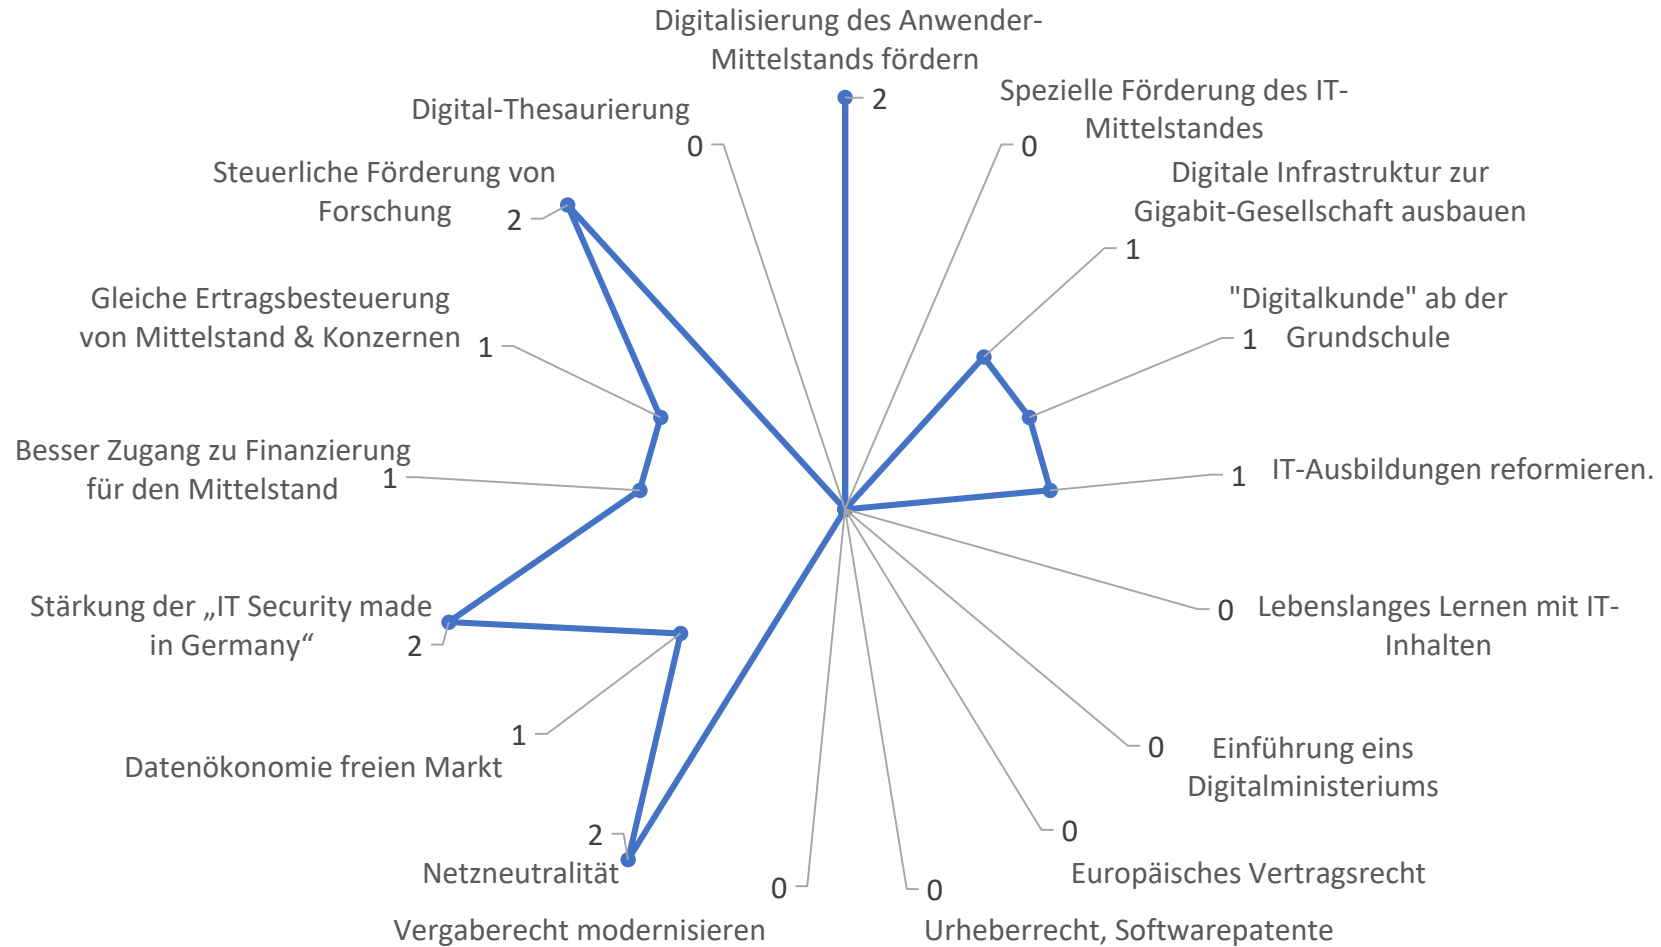 Digitalisierung des Anwender-
Mittelstands fördern
2
Spezielle Förderung des IT-
Mittelstandes
0
Digitale Infrastruktur zur
Gigabit-Gesellschaft ausbauen
1
"Digitalkunde" ab der
Grundschule
1
IT-Ausbildungen reformieren.
1
Lebenslanges Lernen mit IT-
Inhalten
0
Einführung eins
Digitalministeriums
0
Europäisches Vertragsrecht
0
Urheberrecht, Softwarepatente
0
Vergaberecht modernisieren
0
Netzneutralität
2
Datenökonomie freien Markt
1
Stärkung der „IT Security made
in Germany“
2
Besser Zugang zu Finanzierung
für den Mittelstand
1
Gleiche Ertragsbesteuerung
von Mittelstand & Konzernen
1
Steuerliche Förderung von
Forschung
2
Digital-Thesaurierung
0